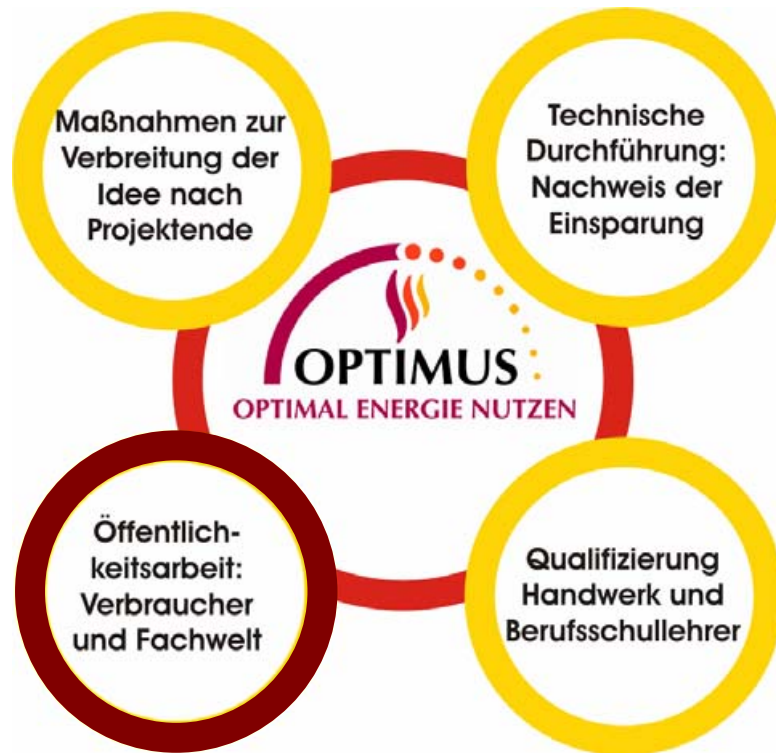 Maßnahmen zur
Verbreitung der
Idee nach
Projektende
Technische
Durchführung:
Nachweis der
Einsparung
OPTIMUS
OPTIMAL ENERGIE NUTZEN
Öffentlich-
keitsarbeit:
Verbraucher
und Fachwelt
Qualifizierung
Handwerk und
Berufsschullehrer